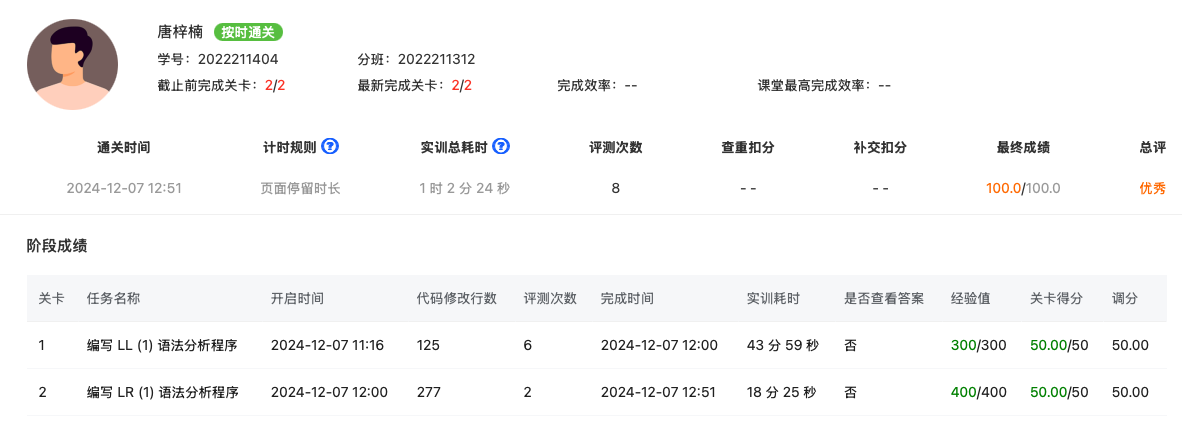 唐梓楠 按时通关
学号：2022211404 分班：2022211312
截止前完成关卡：2/2 最新完成关卡：2/2 完成效率：-- 课堂最高完成效率：--
通关时间 计时规则 ? 实训总耗时 ? 评测次数 查重扣分 补交扣分 最终成绩 总评
2024-12-07 12:51 页面停留时长 1 时 2 分 24 秒 8 -- -- 100.0/100.0 优秀
阶段成绩
关卡 任务名称 开启时间 代码修改行数 评测次数 完成时间 实训耗时 是否查看答案 经验值 关卡得分 调分
1 编写 LL (1) 语法分析程序 2024-12-07 11:16 125 6 2024-12-07 12:00 43 分 59 秒 否 300/300 50.00/50 50.00
2 编写 LR (1) 语法分析程序 2024-12-07 12:00 277 2 2024-12-07 12:51 18 分 25 秒 否 400/400 50.00/50 50.00